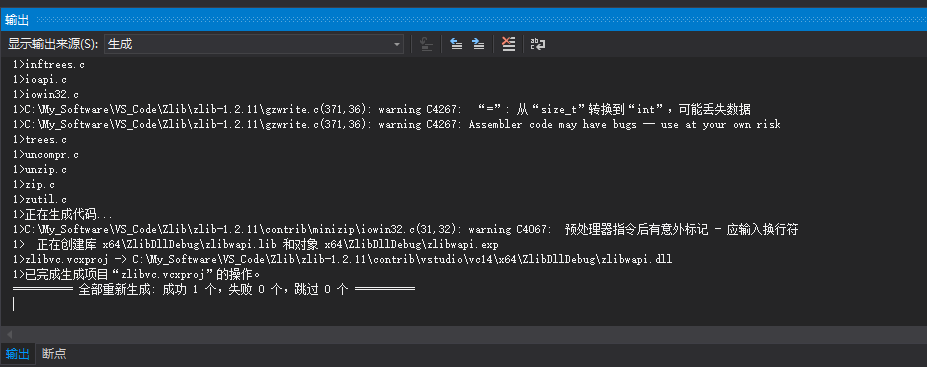 输出
显示输出来源(S): 生成
1>inftrees.c
1>ioapi.c
1>iowin32.c
1>C:\My_Software\VS_Code\Zlib\zlib-1.2.11\gzwrite.c(371,36): warning C4267: “=”: 从“size_t”转换到“int”，可能丢失数据
1>C:\My_Software\VS_Code\Zlib\zlib-1.2.11\gzwrite.c(371,36): warning C4267: Assembler code may have bugs -- use at your own risk
1>trees.c
1>uncompr.c
1>unzip.c
1>zip.c
1>zutil.c
1>正在生成代码...
1>C:\My_Software\VS_Code\Zlib\zlib-1.2.11\contrib\minizip\iowin32.c(31,32): warning C4067: 预处理器指令后有意外标记 - 应输入换行符
1>  正在创建库 x64\ZlibDllDebug\zlibwapi.lib 和对象 x64\ZlibDllDebug\zlibwapi.exp
1>zlibvc.vcxproj -> C:\My_Software\VS_Code\Zlib\zlib-1.2.11\contrib\vstudio\vc14\x64\ZlibDllDebug\zlibwapi.dll
1>已完成生成项目“zlibvc.vcxproj”的操作。
========== 全部重新生成: 成功 1 个，失败 0 个，跳过 0 个 ==========
输出 断点